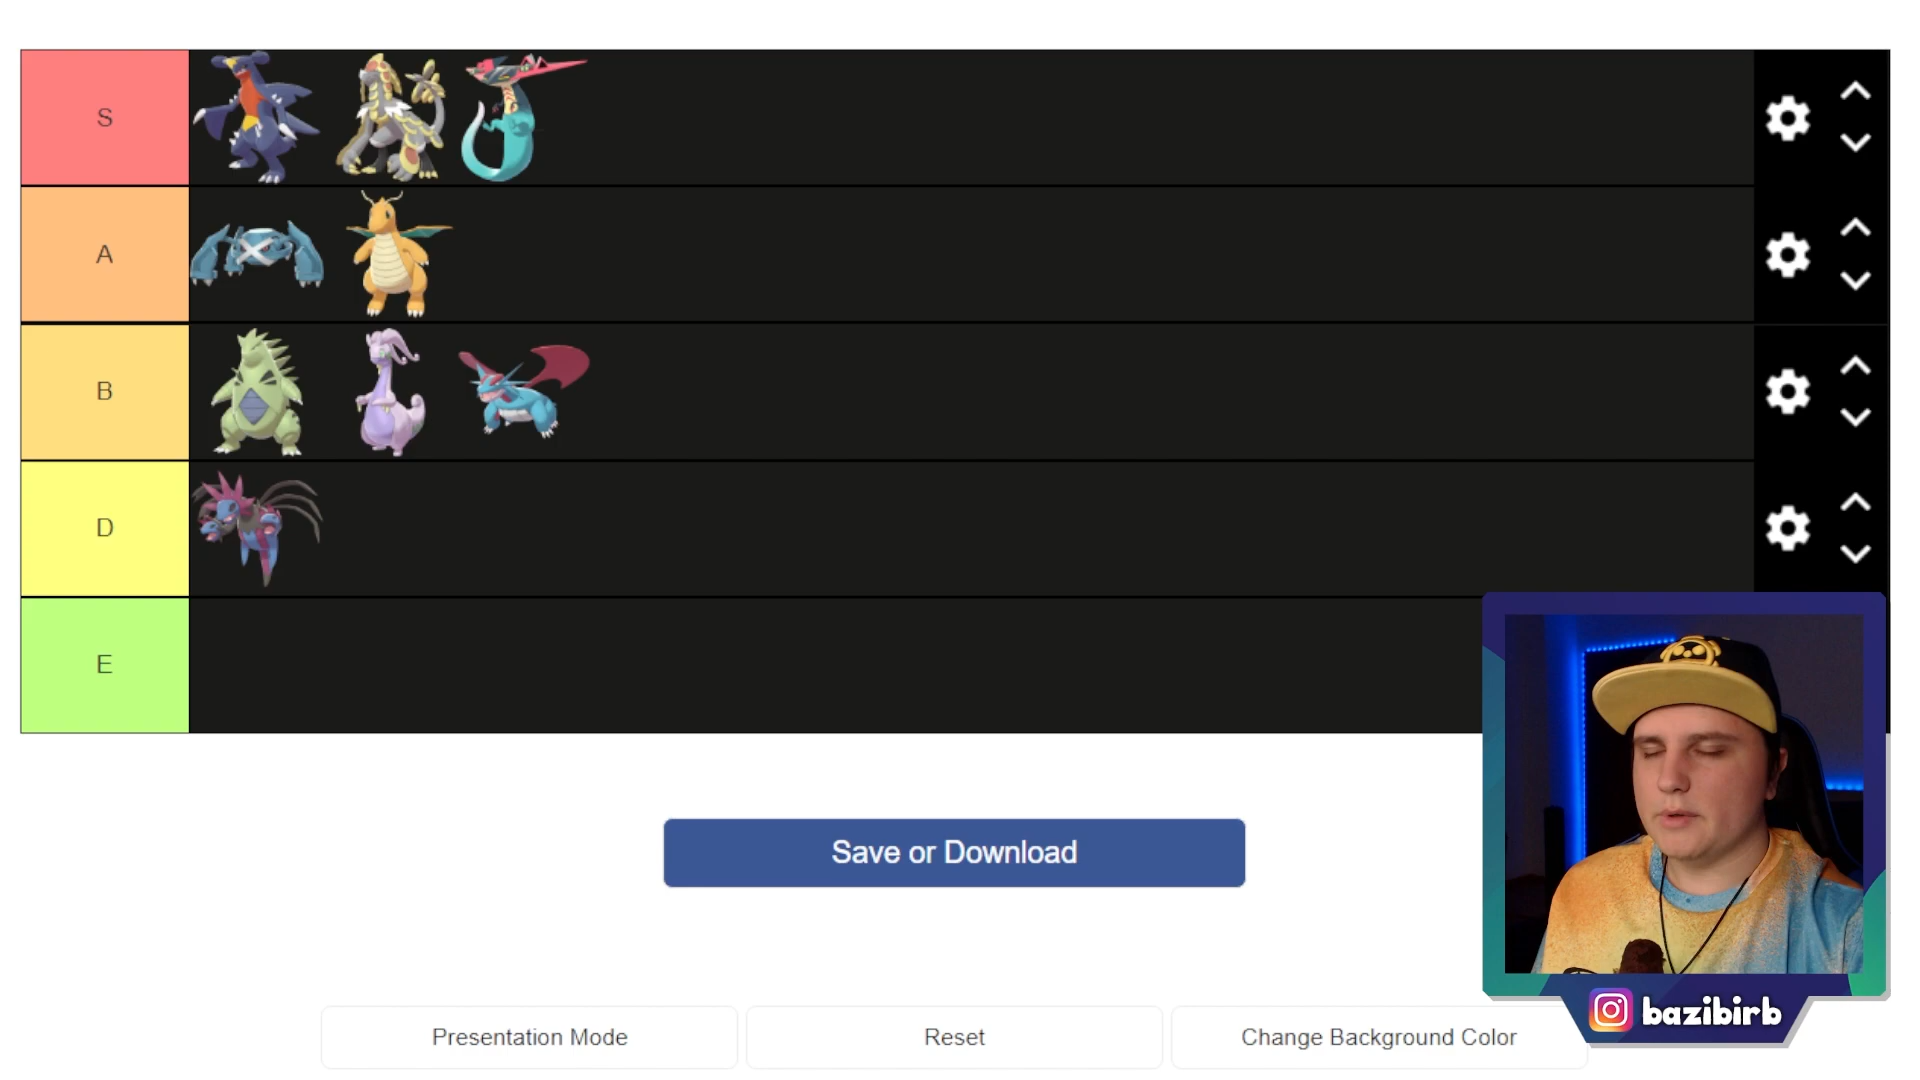 S
A
B
D
E
Save or Download
Presentation Mode
Reset
Change Background Color
bazibirb